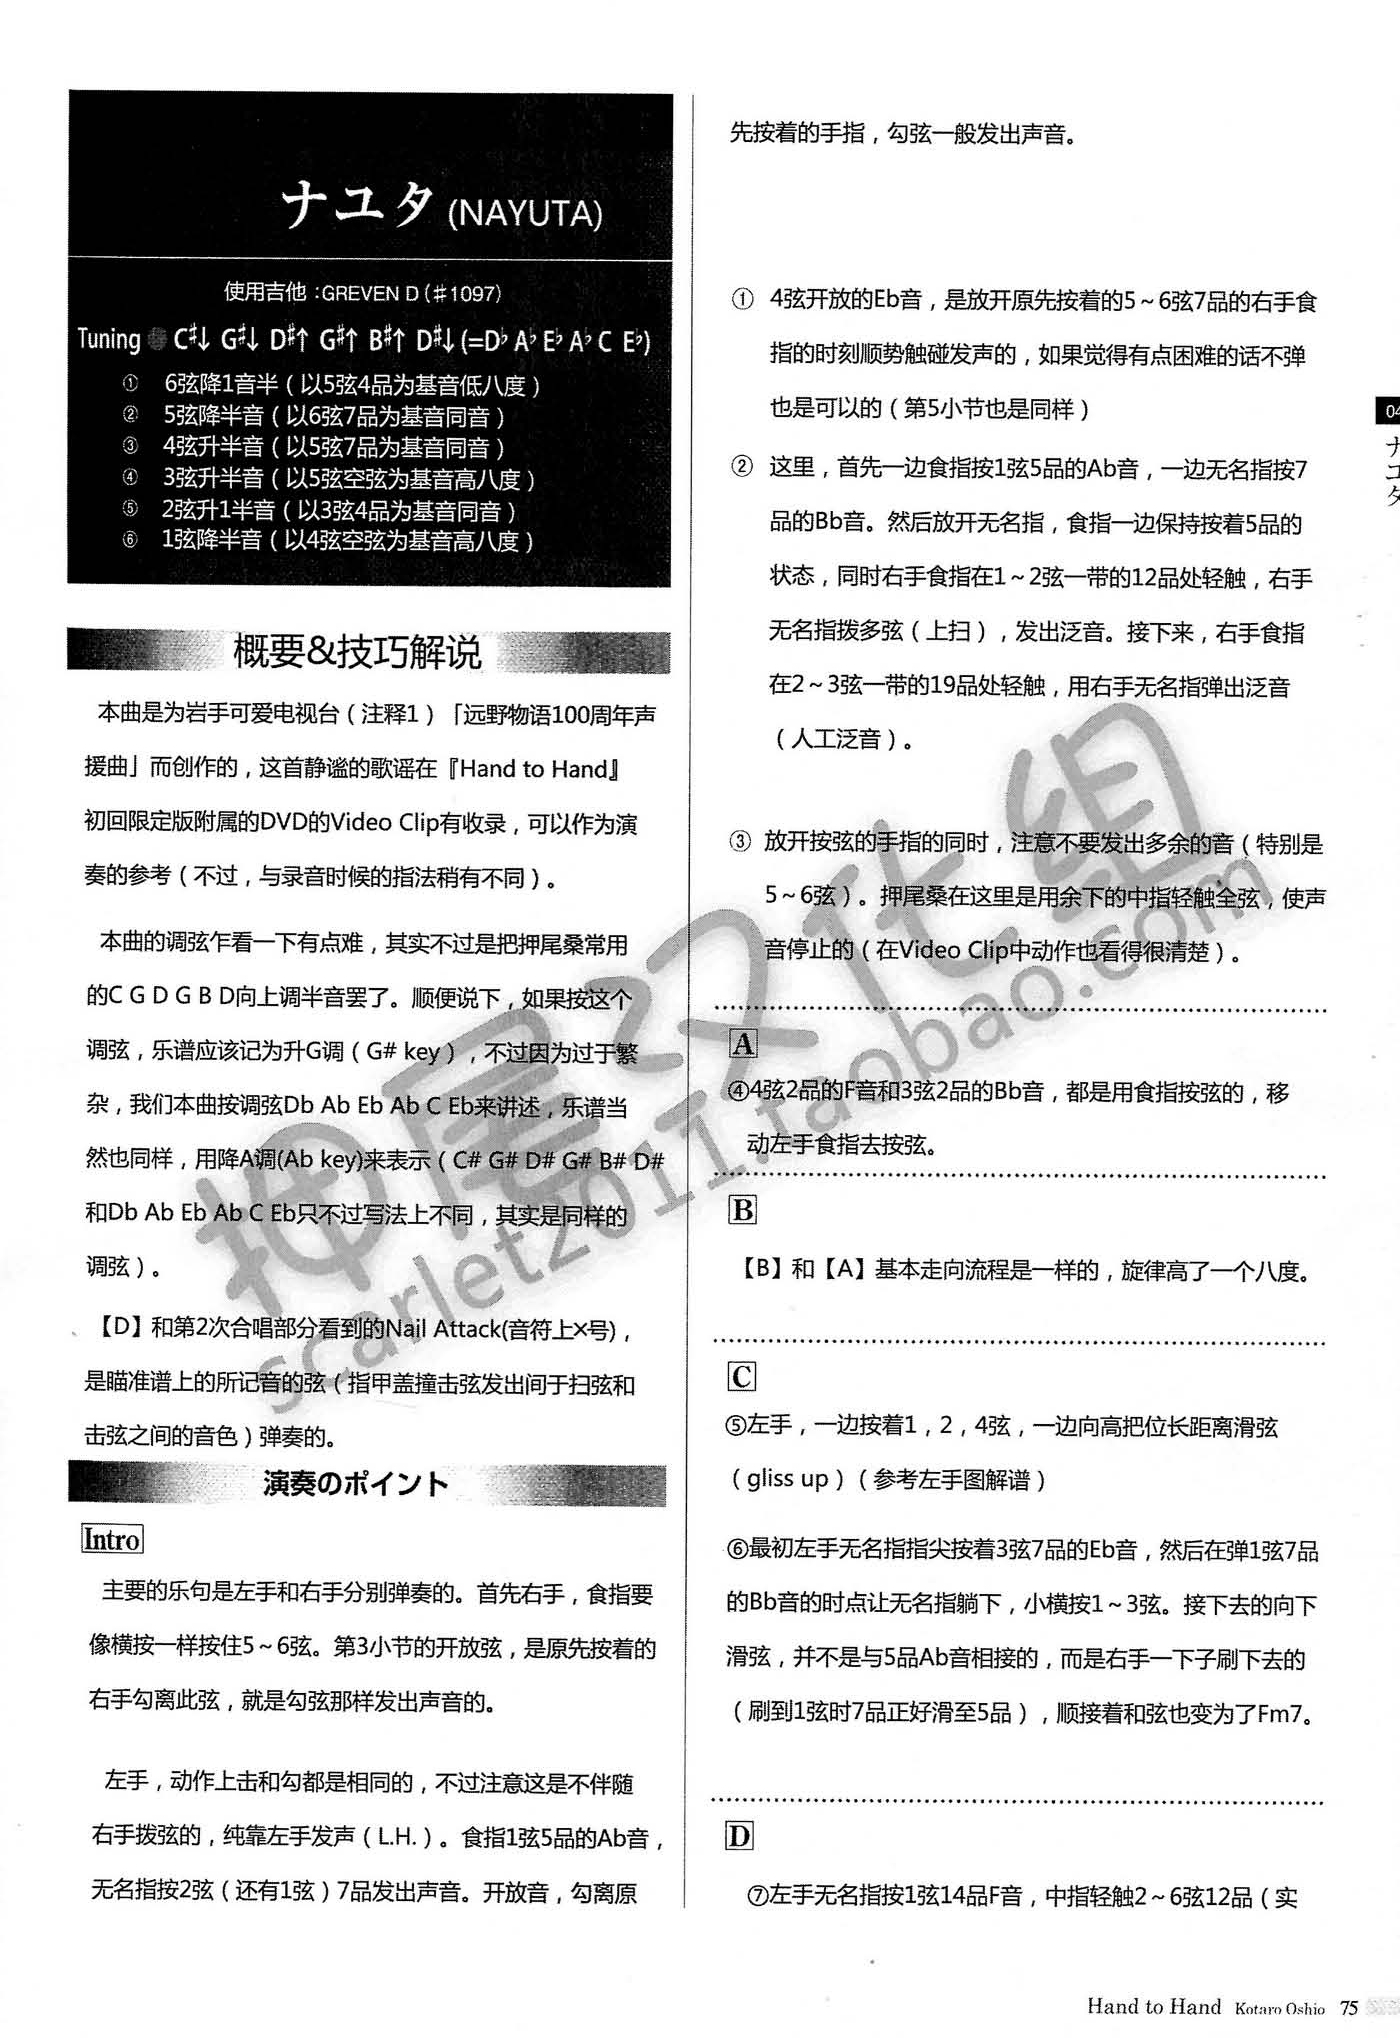 ナユタ (NAYUTA)
使用吉他:GREVEN D(♯1097)
Tuning C♯↓ G♯↓ D♯↑ G♯↑ B♯↑ D♯↓(=D♭ A♭ E♭ A♭ C E♭)
① 6弦降1音半（以5弦4品为基音低八度）
② 5弦降半音（以6弦7品为基音同音）
③ 4弦升半音（以5弦7品为基音同音）
④ 3弦升半音（以5弦空弦为基音高八度）
⑤ 2弦升1半音（以3弦4品为基音同音）
⑥ 1弦降半音（以4弦空弦为基音高八度）
概要&技巧解说
本曲是为岩手可爱电视台（注释1）「远野物语100周年声
援曲」而创作的，这首静谧的歌谣在『Hand to Hand』
初回限定版附属的DVD的Video Clip有收录，可以作为演
奏的参考（不过，与录音时候的指法稍有不同）。
本曲的调弦乍看一下有点难，其实不过是把押尾桑常用
的C G D G B D向上调半音罢了。顺便说下，如果按这个
调弦，乐谱应该记为升G调（G# key），不过因为过于繁
杂，我们本曲按调弦Db Ab Eb Ab C Eb来讲述，乐谱当
然也同样，用降A调(Ab key)来表示（C# G# D# G# B# D#
和Db Ab Eb Ab C Eb只不过写法上不同，其实是同样的
调弦）。
【D】和第2次合唱部分看到的Nail Attack(音符上×号)，
是瞄准谱上的所记音的弦（指甲盖撞击弦发出间于扫弦和
击弦之间的音色）弹奏的。
演奏のポイント
Intro
主要的乐句是左手和右手分别弹奏的。首先右手，食指要
像横按一样按住5～6弦。第3小节的开放弦，是原先按着的
右手勾离此弦，就是勾弦那样发出声音的。
左手，动作上击和勾都是相同的，不过注意这是不伴随
右手拨弦的，纯靠左手发声（L.H.）。食指1弦5品的Ab音，
无名指按2弦（还有1弦）7品发出声音。开放音，勾离原
先按着的手指，勾弦一般发出声音。
① 4弦开放的Eb音，是放开原先按着的5～6弦7品的右手食
指的时刻顺势触碰发声的，如果觉得有点困难的话不弹
也是可以的（第5小节也是同样）
② 这里，首先一边食指按1弦5品的Ab音，一边无名指按7
品的Bb音。然后放开无名指，食指一边保持按着5品的
状态，同时右手食指在1～2弦一带的12品处轻触，右手
无名指拨多弦（上扫），发出泛音。接下来，右手食指
在2～3弦一带的19品处轻触，用右手无名指弹出泛音
（人工泛音）。
③ 放开按弦的手指的同时，注意不要发出多余的音（特别是
5～6弦）。押尾桑在这里是用余下的中指轻触全弦，使声
音停止的（在Video Clip中动作也看得很清楚）。
A
④4弦2品的F音和3弦2品的Bb音，都是用食指按弦的，移
动左手食指去按弦。
B
【B】和【A】基本走向流程是一样的，旋律高了一个八度。
C
⑤左手，一边按着1，2，4弦，一边向高把位长距离滑弦
（gliss up）（参考左手图解谱）
⑥最初左手无名指指尖按着3弦7品的Eb音，然后在弹1弦7品
的Bb音的时点让无名指躺下，小横按1～3弦。接下去的向下
滑弦，并不是与5品Ab音相接的，而是右手一下子刷下去的
（刷到1弦时7品正好滑至5品），顺接着和弦也变为了Fm7。
D
⑦左手无名指按1弦14品F音，中指轻触2～6弦12品（实
04
ナユタ
押尾汉化组
scarlet2011.taobao.com
Hand to Hand Kotaro Oshio 75